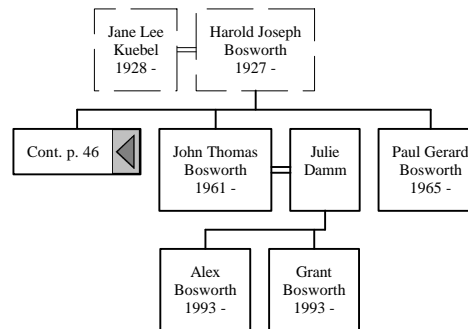 Jane Lee
Kuebel
1928 -
Harold Joseph
Bosworth
1927 -
Cont. p. 46
John Thomas
Bosworth
1961 -
Julie
Damm
Paul Gerard
Bosworth
1965 -
Alex
Bosworth
1993 -
Grant
Bosworth
1993 -